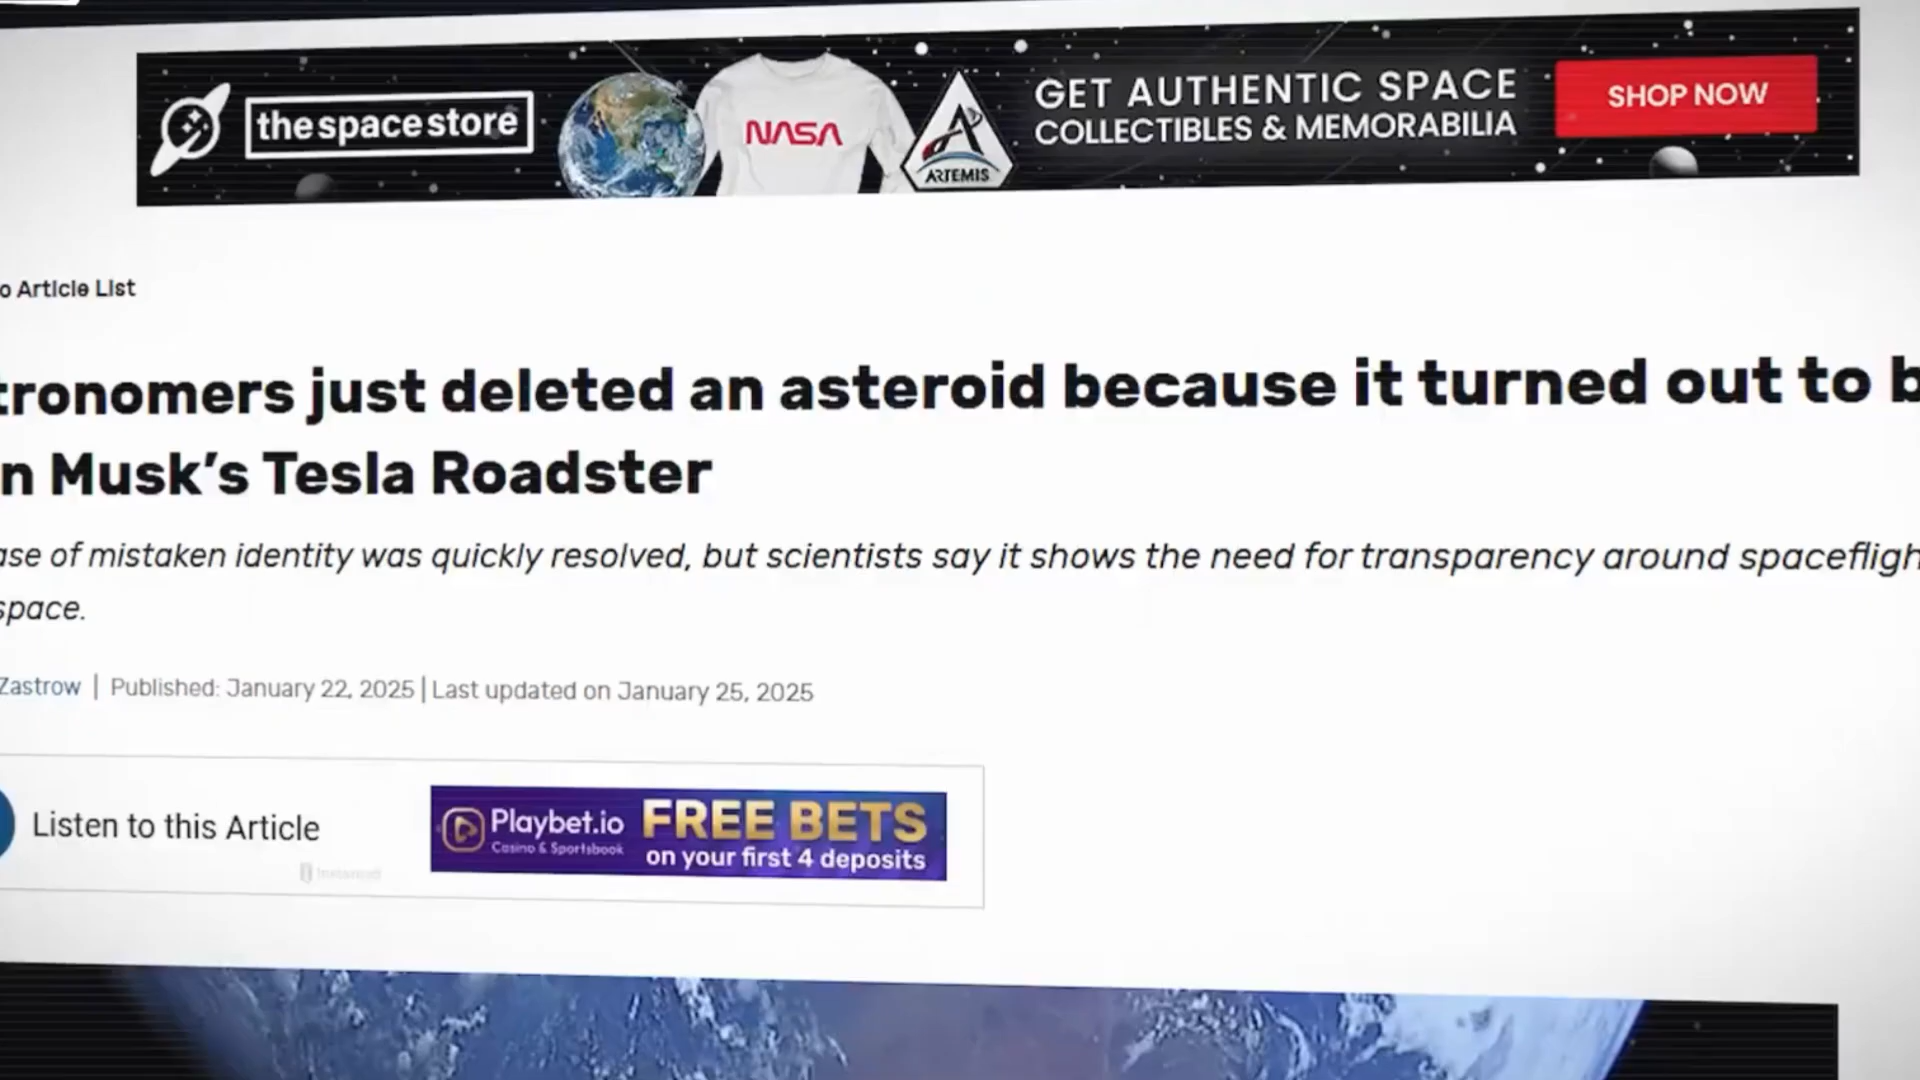 thespacestore
NASA
ARTEMIS
GET AUTHENTIC SPACE
COLLECTIBLES & MEMORABILIA
SHOP NOW
o Article List
tronomers just deleted an asteroid because it turned out to b
n Musk's Tesla Roadster
ase of mistaken identity was quickly resolved, but scientists say it shows the need for transparency around spacefligh
space.
Zastrow | Published: January 22, 2025 | Last updated on January 25, 2025
Listen to this Article
Playbet.io
Casino & Sportsbook
FREE BETS
on your first 4 deposits